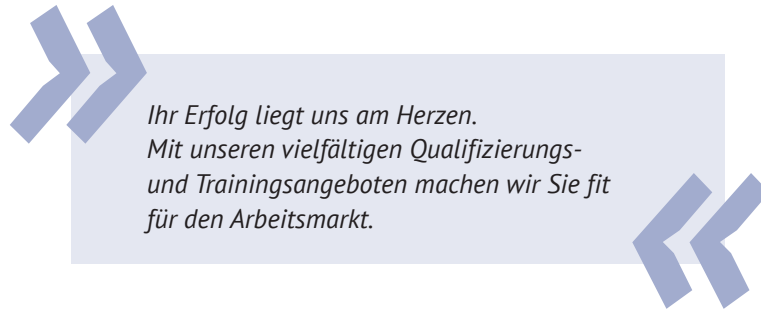 Ihr Erfolg liegt uns am Herzen.
Mit unseren vielfältigen Qualifizierungs-
und Trainingsangeboten machen wir Sie fit
für den Arbeitsmarkt.